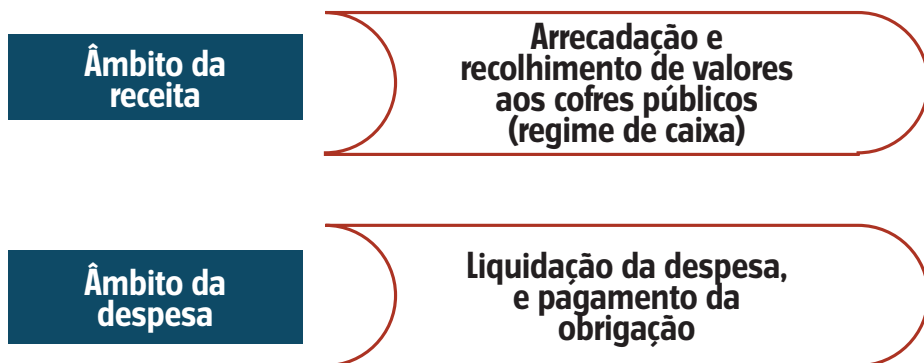 Âmbito da
receita
Arrecadação e
recolhimento de valores
aos cofres públicos
(regime de caixa)
Âmbito da
despesa
Liquidação da despesa,
e pagamento da
obrigação